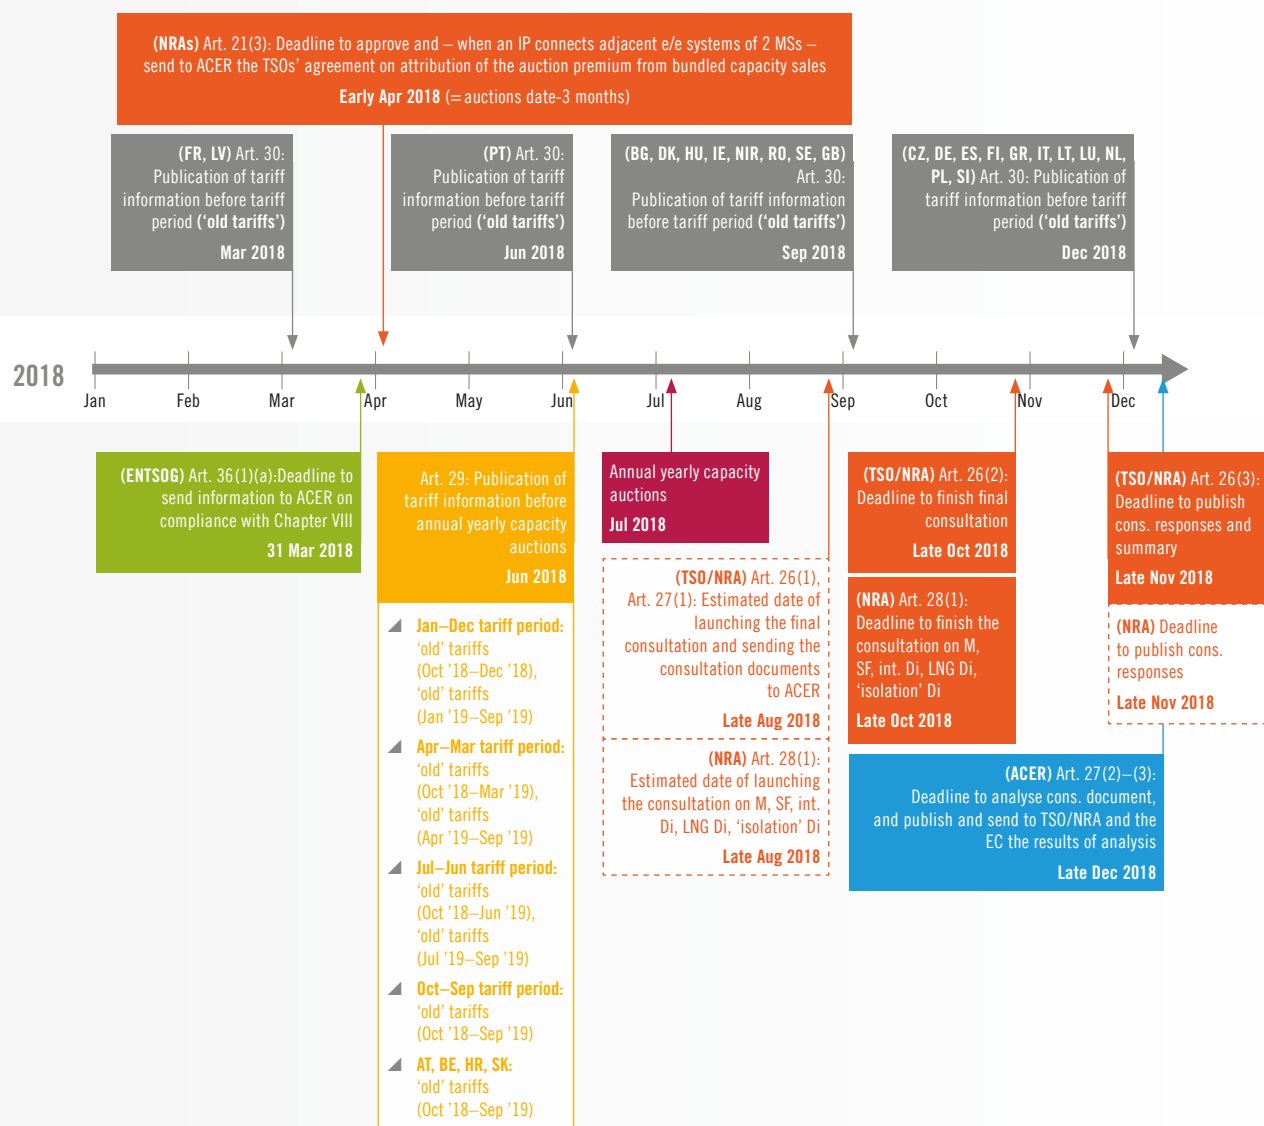 (NRAs) Art. 21(3): Deadline to approve and – when an IP connects adjacent e/e systems of 2 MSs –
send to ACER the TSOs’ agreement on attribution of the auction premium from bundled capacity sales
Early Apr 2018 (= auctions date-3 months)
(FR, LV) Art. 30:
Publication of tariff
information before tariff
period (‘old tariffs’)
Mar 2018
(PT) Art. 30:
Publication of tariff
information before tariff
period (‘old tariffs’)
Jun 2018
(BG, DK, HU, IE, NIR, RO, SE, GB)
Art. 30:
Publication of tariff information
before tariff period (‘old tariffs’)
Sep 2018
(CZ, DE, ES, FI, GR, IT, LT, LU, NL,
PL, SI) Art. 30: Publication of
tariff information before tariff
period (‘old tariffs’)
Dec 2018
2018
Jan Feb Mar Apr May Jun Jul Aug Sep Oct Nov Dec
(ENTSOG) Art. 36(1)(a):Deadline to
send information to ACER on
compliance with Chapter VIII
31 Mar 2018
Art. 29: Publication of
tariff information before
annual yearly capacity
auctions
Jun 2018
Jan–Dec tariff period:
‘old’ tariffs
(Oct ’18–Dec ’18),
‘old’ tariffs
(Jan ’19–Sep ’19)
Apr–Mar tariff period:
‘old’ tariffs
(Oct ’18–Mar ’19),
‘old’ tariffs
(Apr ’19–Sep ’19)
Jul–Jun tariff period:
‘old’ tariffs
(Oct ’18–Jun ’19),
‘old’ tariffs
(Jul ’19–Sep ’19)
Oct–Sep tariff period:
‘old’ tariffs
(Oct ’18–Sep ’19)
AT, BE, HR, SK:
‘old’ tariffs
(Oct ’18–Sep ’19)
Annual yearly capacity
auctions
Jul 2018
(TSO/NRA) Art. 26(1),
Art. 27(1): Estimated date of
launching the final
consultation and sending the
consultation documents
to ACER
Late Aug 2018
(NRA) Art. 28(1):
Estimated date of launching
the consultation on M, SF, int.
Di, LNG Di, ‘isolation’ Di
Late Aug 2018
(TSO/NRA) Art. 26(2):
Deadline to finish final
consultation
Late Oct 2018
(NRA) Art. 28(1):
Deadline to finish the
consultation on M,
SF, int. Di, LNG Di,
‘isolation’ Di
Late Oct 2018
(TSO/NRA) Art. 26(3):
Deadline to publish
cons. responses and
summary
Late Nov 2018
(NRA) Deadline
to publish cons.
responses
Late Nov 2018
(ACER) Art. 27(2)–(3):
Deadline to analyse cons. document,
and publish and send to TSO/NRA and the
EC the results of analysis
Late Dec 2018